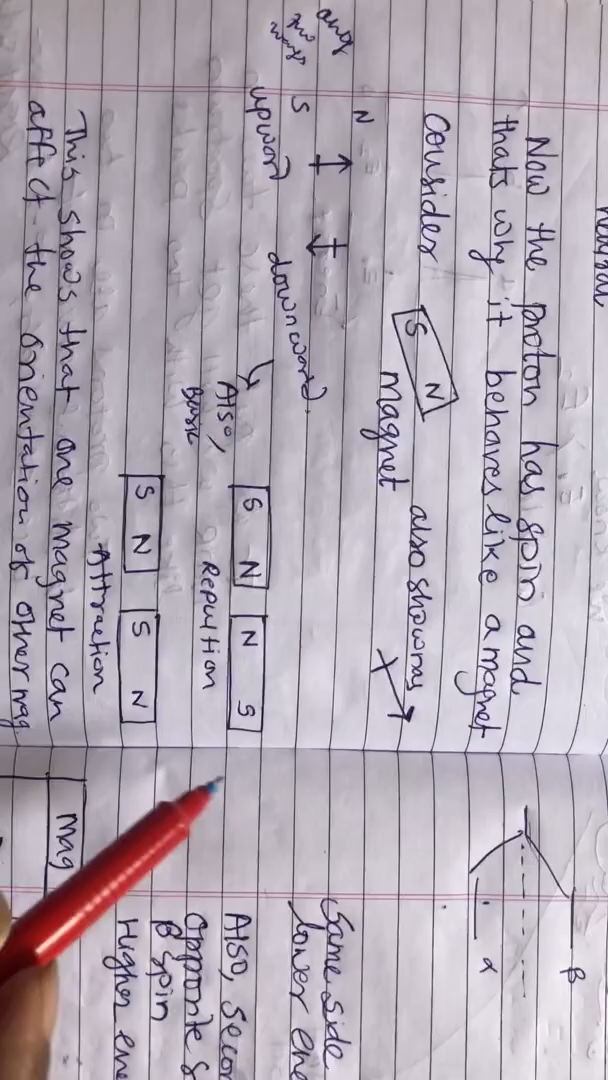 Now the proton has spin and
thats why it behaves like a magnet
Consider
S N
magnet
also shown as
N
S
upward
downward.
Also,
S N N S
Repultion
S N S N
Attraction
This shows that one magnet can
affect the orientation of other mag
β
α
Same side
lower ene
Also, Secon
Opposite S
β spin
Higher ene
mag